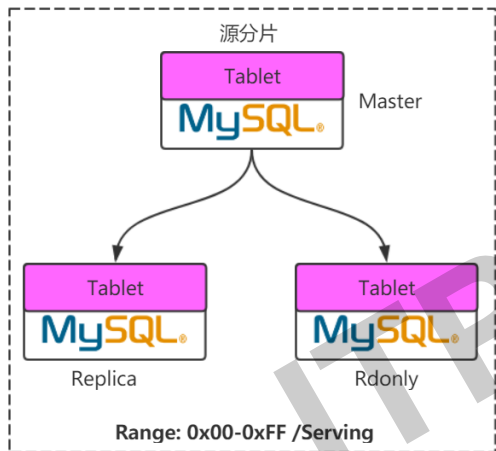 源分片
Tablet
MySQL®
Master
Tablet
MySQL®
Replica
Tablet
MySQL®
Rdonly
Range: 0x00-0xFF /Serving